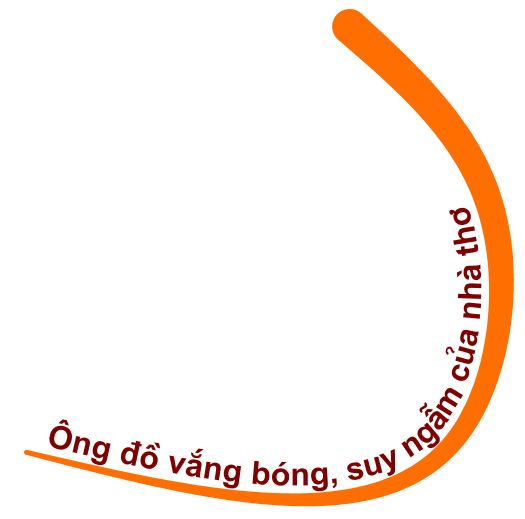 Ông đồ vắng bóng, suy ngẫm của nhà thơ